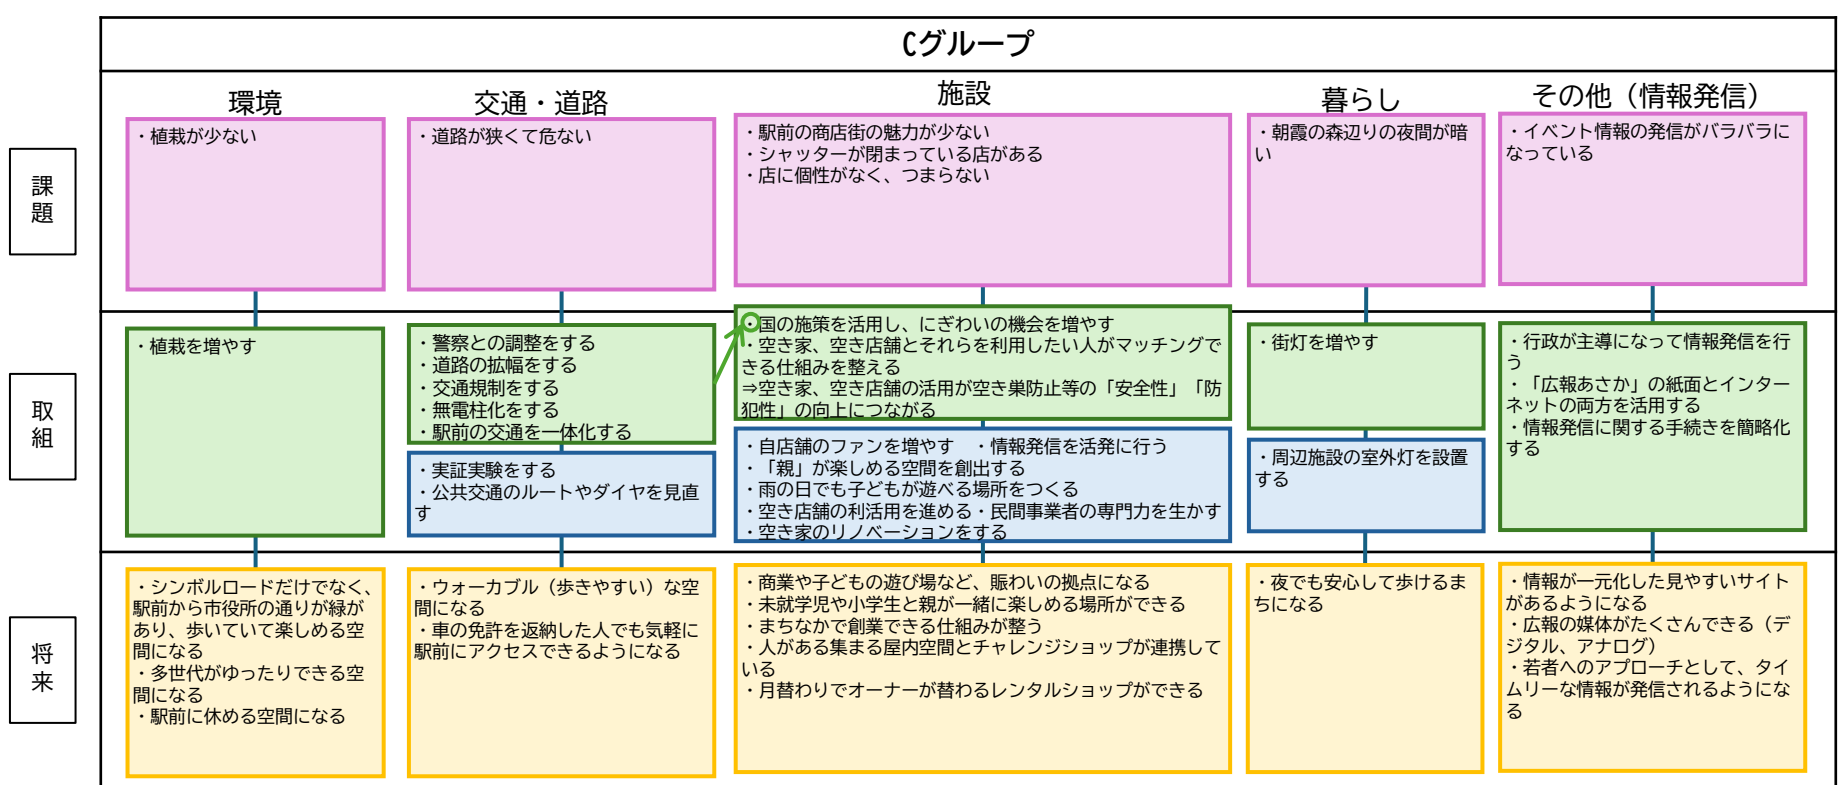 Cグループ
環境
交通・道路
施設
暮らし
その他（情報発信）
課題
・植栽が少ない
・道路が狭くて危ない
・駅前の商店街の魅力が少ない
・シャッターが閉まっている店がある
・店に個性がなく、つまらない
・朝霞の森辺りの夜間が暗
い
・イベント情報の発信がバラバラに
なっている
取組
・植栽を増やす
・警察との調整をする
・道路の拡幅をする
・交通規制をする
・無電柱化をする
・駅前の交通を一体化する
・実証実験をする
・公共交通のルートやダイヤを見直
す
・国の施策を活用し、にぎわいの機会を増やす
・空き家、空き店舗とそれらを利用したい人がマッチングで
きる仕組みを整える
⇒空き家、空き店舗の活用が空き巣防止等の「安全性」「防
犯性」の向上につながる
・自店舗のファンを増やす　・情報発信を活発に行う
・「親」が楽しめる空間を創出する
・雨の日でも子どもが遊べる場所をつくる
・空き店舗の利活用を進める・民間事業者の専門力を生かす
・空き家のリノベーションをする
・街灯を増やす
・周辺施設の室外灯を設置
する
・行政が主導になって情報発信を行
う
・「広報あさか」の紙面とインター
ネットの両方を活用する
・情報発信に関する手続きを簡略化
する
将来
・シンボルロードだけでなく、
駅前から市役所の通りが緑が
あり、歩いていて楽しめる空
間になる
・多世代がゆったりできる空
間になる
・駅前に休める空間になる
・ウォーカブル（歩きやすい）な空
間になる
・車の免許を返納した人でも気軽に
駅前にアクセスできるようになる
・商業や子どもの遊び場など、賑わいの拠点になる
・未就学児や小学生と親が一緒に楽しめる場所ができる
・まちなかで創業できる仕組みが整う
・人がある集まる屋内空間とチャレンジショップが連携して
いる
・月替わりでオーナーが替わるレンタルショップができる
・夜でも安心して歩けるま
ちになる
・情報が一元化した見やすいサイト
があるようになる
・広報の媒体がたくさんできる（デ
ジタル、アナログ）
・若者へのアプローチとして、タイ
ムリーな情報が発信されるようにな
る